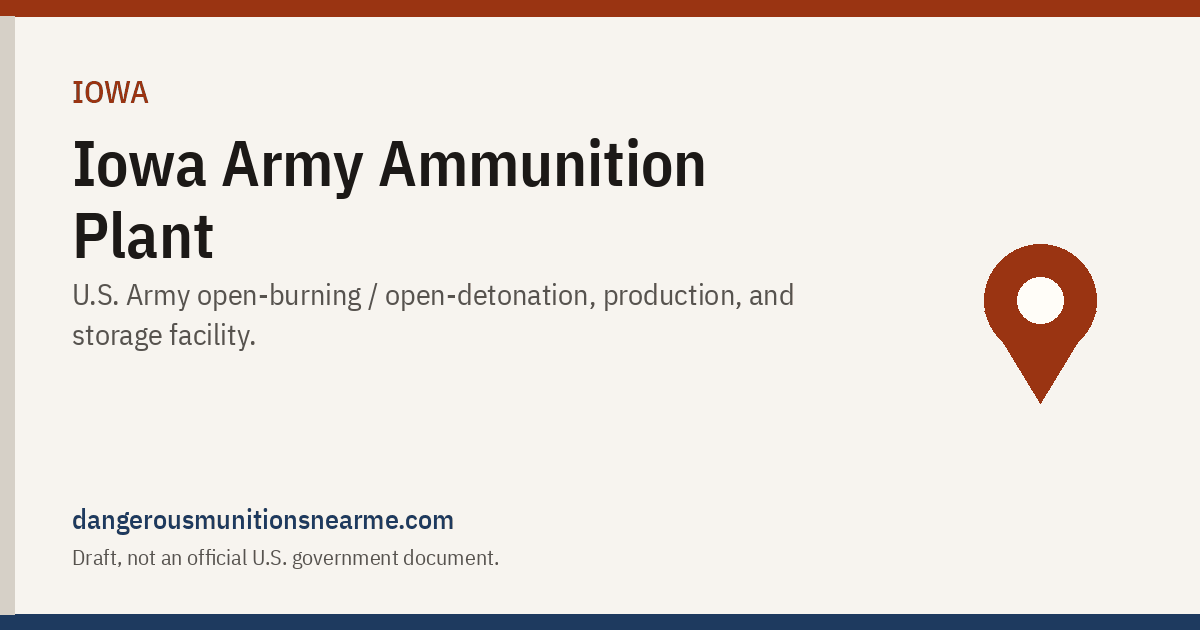 IOWA
Iowa Army Ammunition
Plant
U.S. Army open-burning / open-detonation, production, and
storage facility.
dangerousmunitionsnearme.com
Draft, not an official U.S. government document.